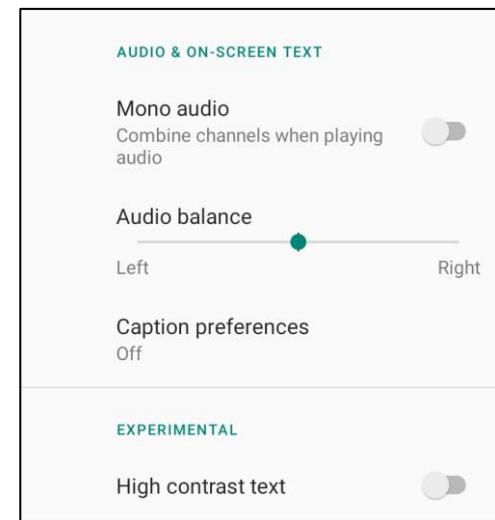 AUDIO & ON-SCREEN TEXT
Mono audio
Combine channels when playing
audio
Audio balance
Left Right
Caption preferences
Off
EXPERIMENTAL
High contrast text